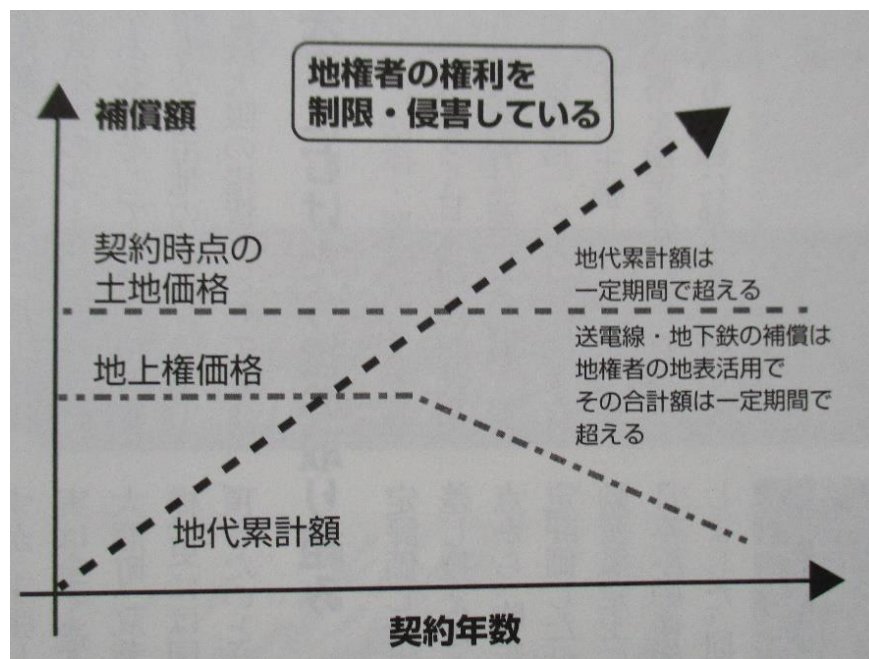 地権者の権利を
制限・侵害している
補償額
契約時点の
土地価格
地代累計額は
一定期間で超える
送電線・地下鉄の補償は
地権者の地表活用で
その合計額は一定期間で
超える
地上権価格
地代累計額
契約年数